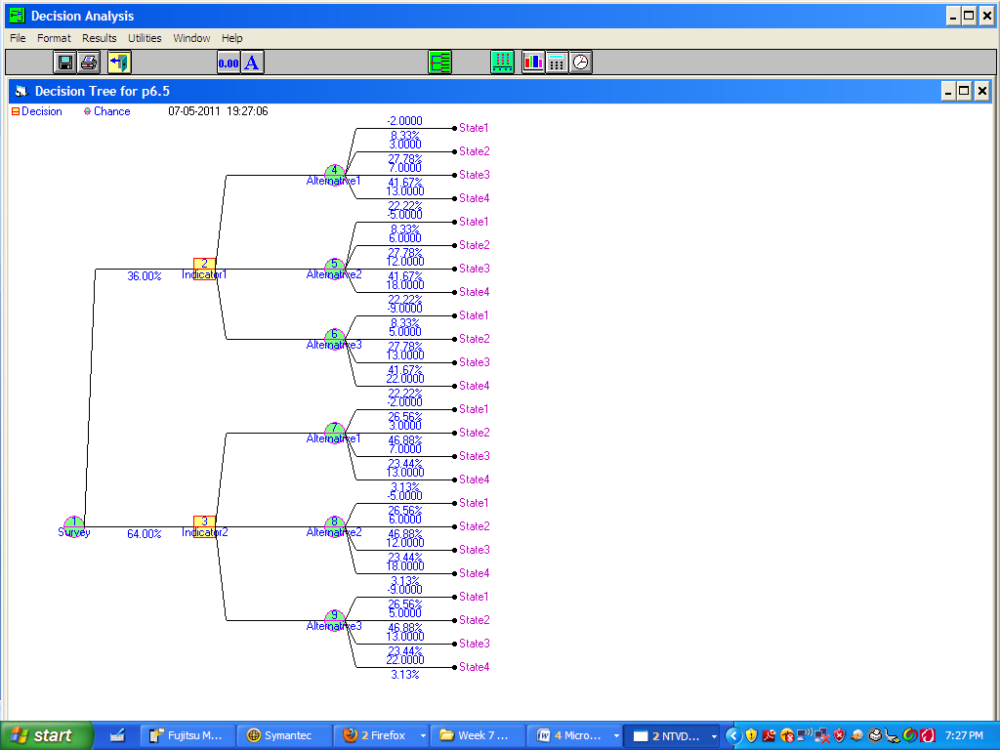 Decision Analysis
File Format Results Utilities Window Help
0.00 A
Decision Tree for p6.5
Decision Chance 07-05-2011 19:27:06
-2.0000
State1
8.33%
3.0000
State2
27.78%
7.0000
4
State3
Alternative1
41.67%
13.0000
State4
22.22%
-5.0000
State1
8.33%
6.0000
State2
27.78%
12.0000
2
5
State3
36.00%
Indicator1
Alternative2
41.67%
18.0000
State4
22.22%
-9.0000
State1
8.33%
5.0000
6
State2
Alternative3
27.78%
13.0000
State3
41.67%
22.0000
State4
22.22%
-2.0000
State1
26.56%
3.0000
7
State2
Alternative1
46.88%
7.0000
State3
23.44%
13.0000
State4
3.13%
-5.0000
State1
26.56%
6.0000
1
3
8
State2
Survey
64.00%
Indicator2
Alternative2
46.88%
12.0000
State3
23.44%
18.0000
State4
3.13%
-9.0000
State1
26.56%
5.0000
9
State2
Alternative3
46.88%
13.0000
State3
23.44%
22.0000
State4
3.13%
start Fujitsu M... Symantec 2 Firefox Week 7 ... 4 Micro... 2 NTVD... 7:27 PM